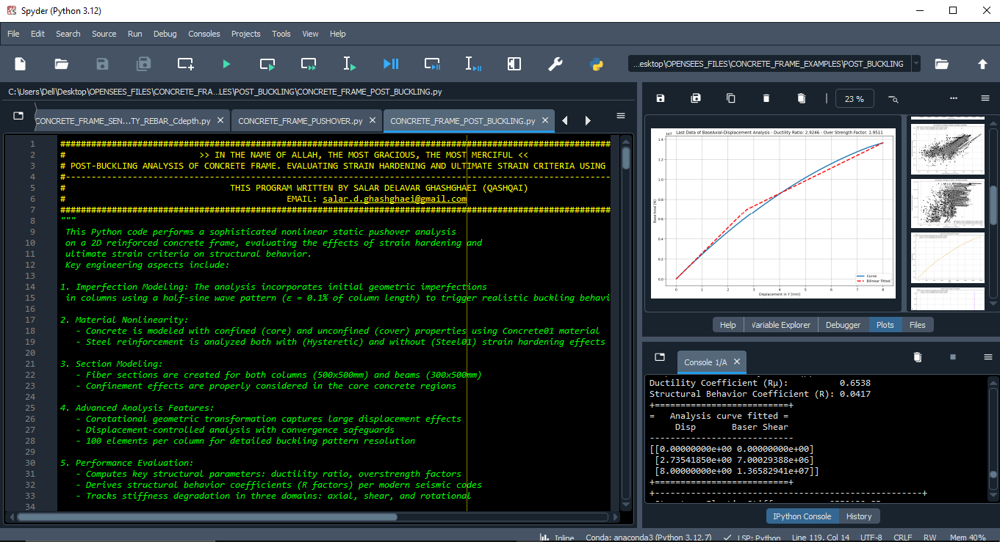 Spyder (Python 3.12)
File Edit Search Source Run Debug Consoles Projects Tools View Help
...esktop\OPENSEES_FILES\CONCRETE_FRAME_EXAMPLES\POST_BUCKLING
C:\Users\Dell\Desktop\OPENSEES_FILES\CONCRETE_FRA...LES\POST_BUCKLING\CONCRETE_FRAME_POST_BUCKLING.py
CONCRETE_FRAME_SEN...TY_REBAR_Cdepth.py CONCRETE_FRAME_PUSHOVER.py CONCRETE_FRAME_POST_BUCKLING.py
1
2 # >> IN THE NAME OF ALLAH, THE MOST GRACIOUS, THE MOST MERCIFUL <<
3 # POST-BUCKLING ANALYSIS OF CONCRETE FRAME. EVALUATING STRAIN HARDENING AND ULTIMATE STRAIN CRITERIA USING
4
5 # THIS PROGRAM WRITTEN BY SALAR DELAVAR GHASHGHAEI (QASHQAI)
6 # EMAIL: salar.d.ghashghaei@gmail.com
7
8 """
9 This Python code performs a sophisticated nonlinear static pushover analysis
10 on a 2D reinforced concrete frame, evaluating the effects of strain hardening and
11 ultimate strain criteria on structural behavior.
12 Key engineering aspects include:
13
14 1. Imperfection Modeling: The analysis incorporates initial geometric imperfections
15 in columns using a half-sine wave pattern (ε = 0.1% of column length) to trigger realistic buckling behavi
16
17 2. Material Nonlinearity:
18 - Concrete is modeled with confined (core) and unconfined (cover) properties using Concrete01 material
19 - Steel reinforcement is analyzed both with (Hysteretic) and without (Steel01) strain hardening effects
20
21 3. Section Modeling:
22 - Fiber sections are created for both columns (500x500mm) and beams (300x500mm)
23 - Confinement effects are properly considered in the core concrete regions
24
25 4. Advanced Analysis Features:
26 - Corotational geometric transformation captures large displacement effects
27 - Displacement-controlled analysis with convergence safeguards
28 - 100 elements per column for detailed buckling pattern resolution
29
30 5. Performance Evaluation:
31 - Computes key structural parameters: ductility ratio, overstrength factors
32 - Derives structural behavior coefficients (R factors) per modern seismic codes
33 - Tracks stiffness degradation in three domains: axial, shear, and rotational
34
23 %
1e7 Last Data of BaseAxial-Displacement Analysis - Ductility Ratio: 2.9246 - Over Strength Factor: 1.9511
1.4
1.2
1.0
0.8
0.6
0.4
0.2
0.0
Base-Axial [N]
0 1 2 3 4 5 6 7 8
Displacement in Y [mm]
Curve
Bilinear Fitted
Help Variable Explorer Debugger Plots Files
Console 1/A
Ductility Coefficient (Rμ): 0.6538
Structural Behavior Coefficient (R): 0.0417
+==========================+
= Analysis curve fitted =
Disp Baser Shear
----------------------------
[[0.00000000e+00 0.00000000e+00]
[2.73541850e+00 7.00029388e+06]
[8.00000000e+00 1.36582941e+07]]
+==========================+
IPython Console History
Inline Conda: anaconda3 (Python 3.12.7) LSP: Python Line 119, Col 14 UTF-8 CRLF RW Mem 40%